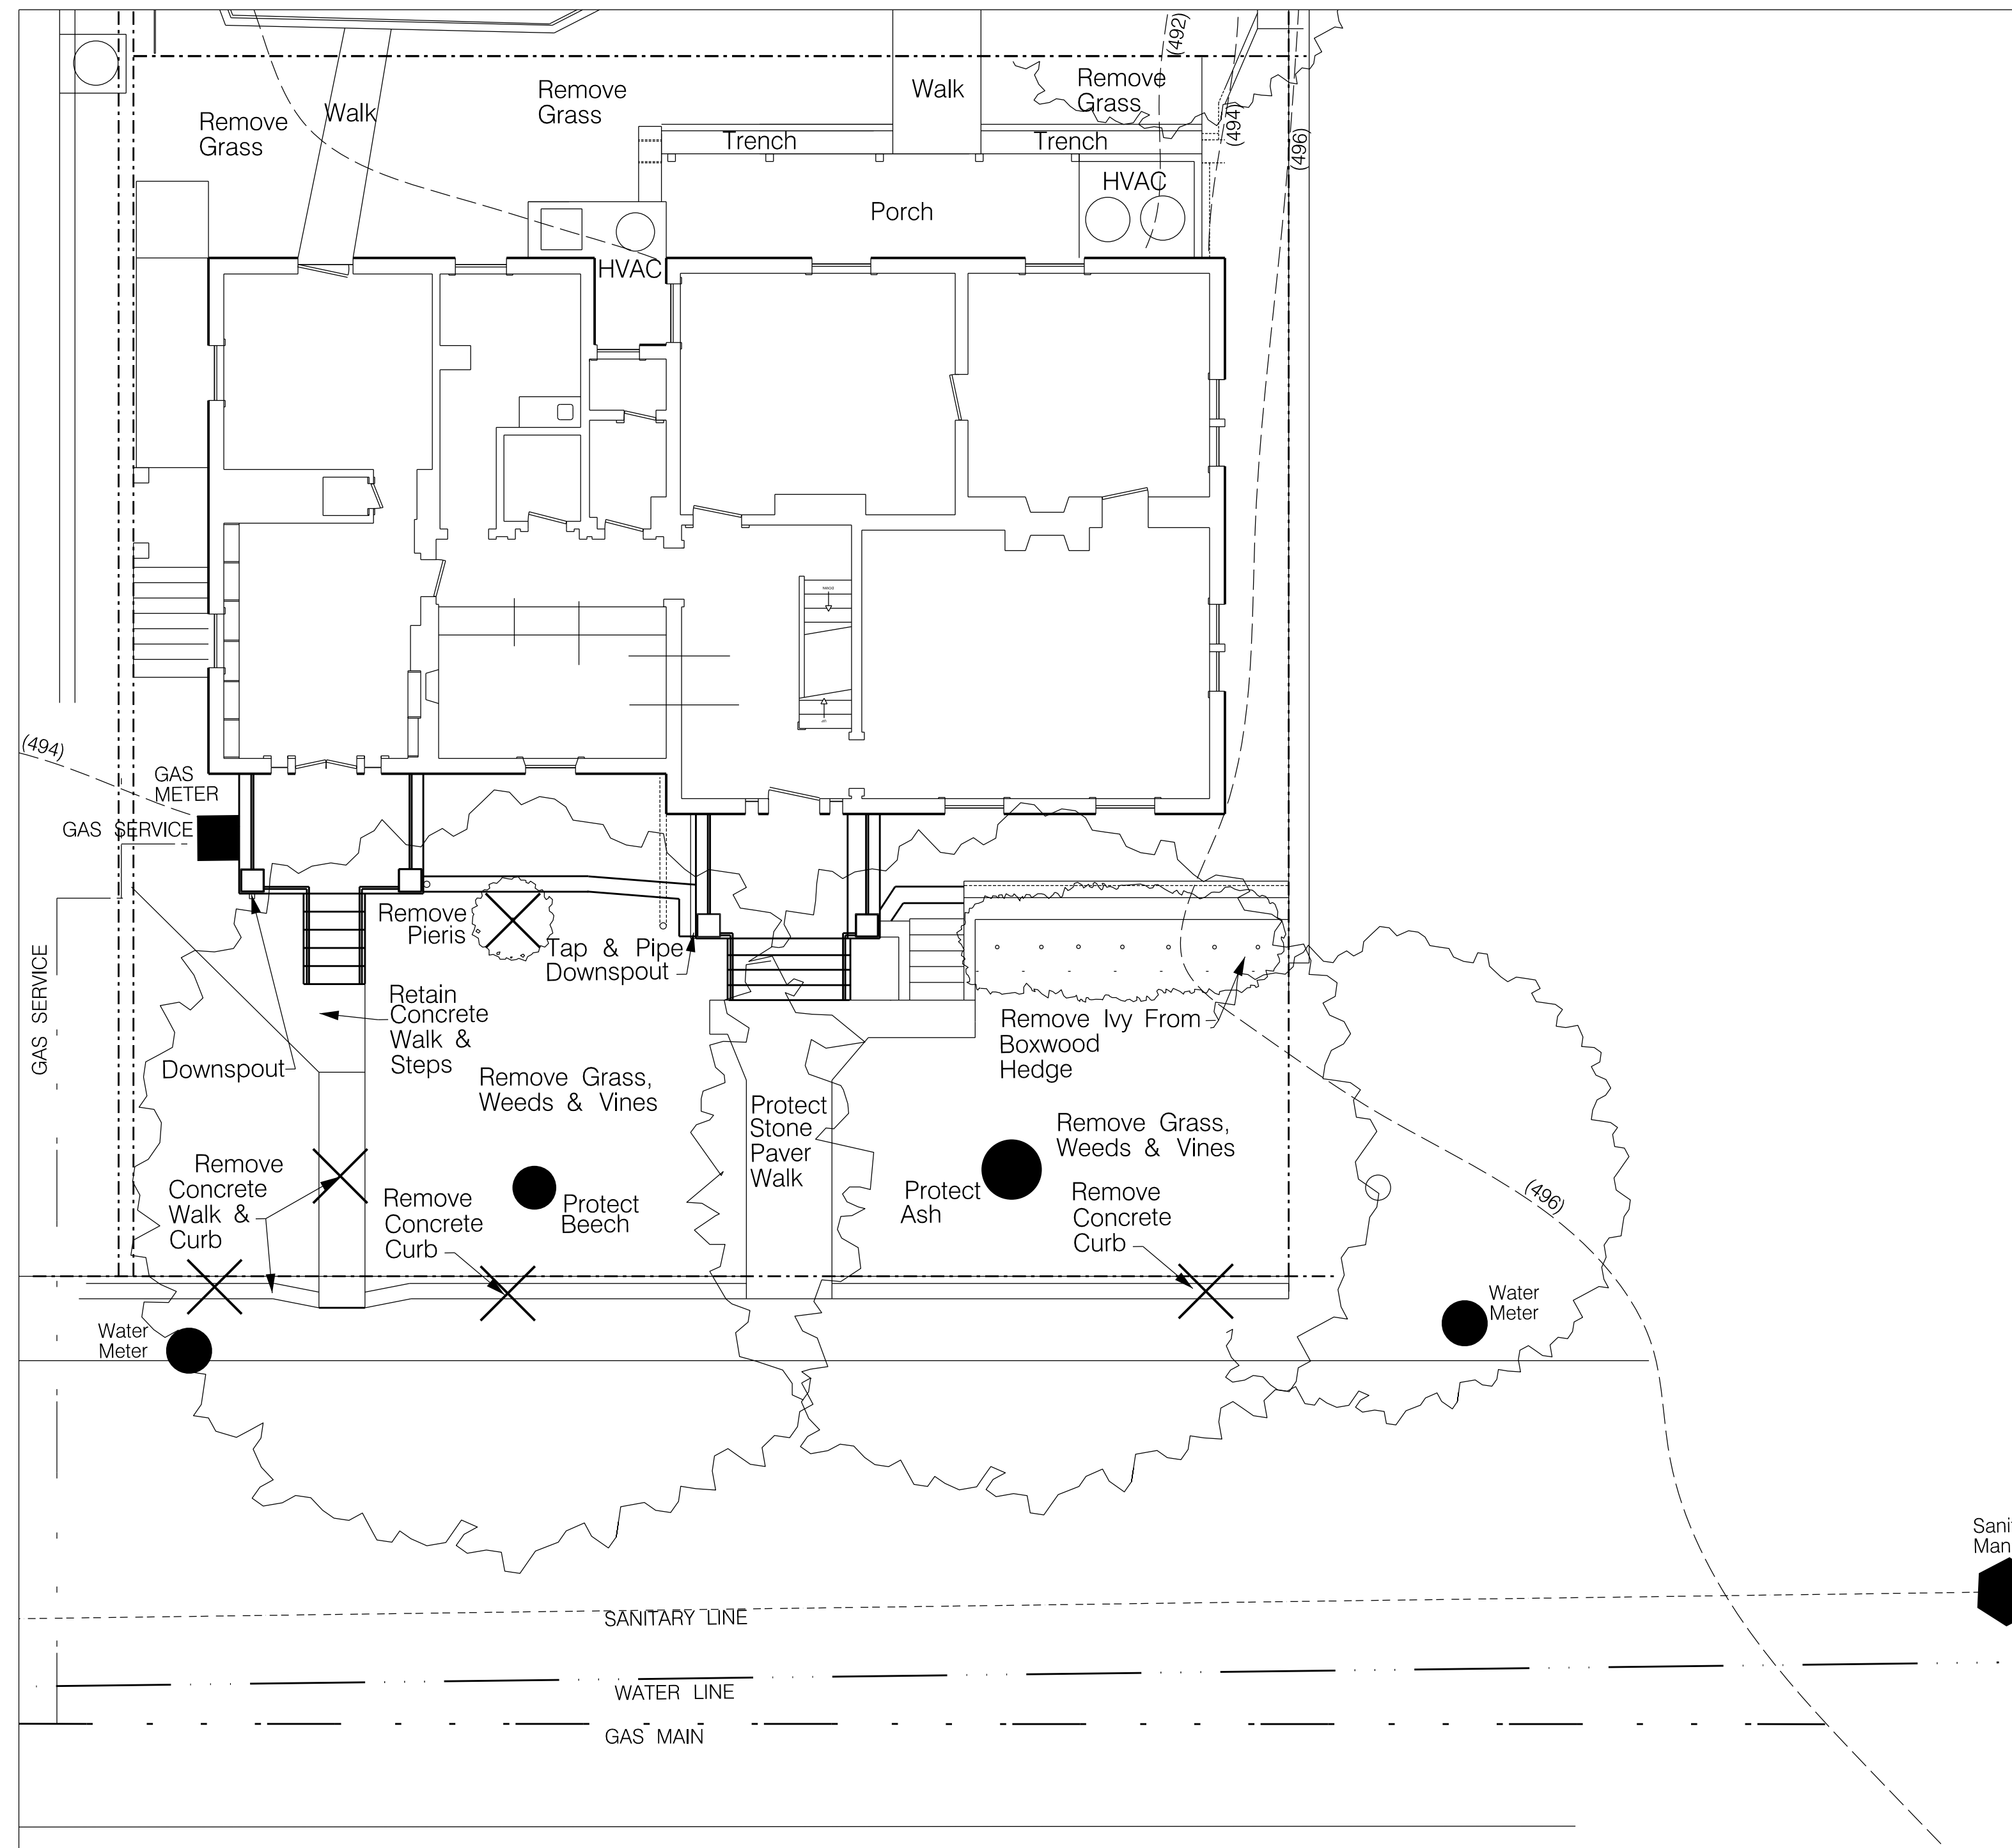 (492)
Remove
Grass
Walk
Remove
Grass
Walk
Remove
Grass
(494)
(496)
Trench
Trench
HVAC
Porch
HVAC
UP
(494)
GAS
METER
GAS SERVICE
GAS SERVICE
Remove
Pieris
Tap & Pipe
Downspout
Retain
Concrete
Walk &
Steps
Downspout
Remove Grass,
Weeds & Vines
Remove Ivy From
Boxwood
Hedge
Protect
Stone
Paver
Walk
Remove Grass,
Weeds & Vines
Remove
Concrete
Walk &
Curb
Remove
Concrete
Curb
Protect
Beech
Protect
Ash
Remove
Concrete
Curb
(496)
Water
Meter
Water
Meter
Sani
Man
SANITARY LINE
WATER LINE
GAS MAIN